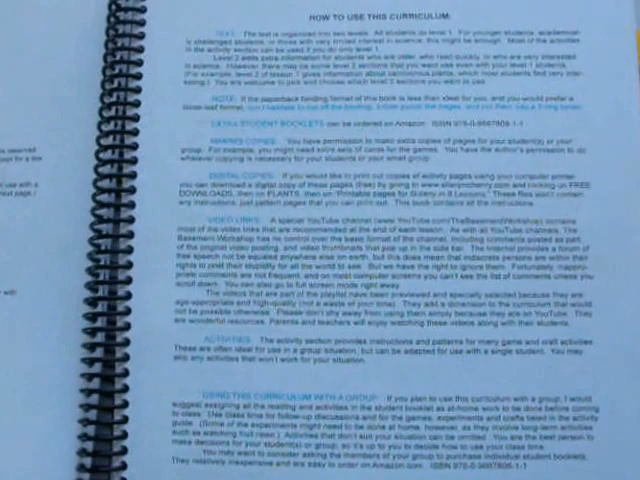 HOW TO USE THIS CURRICULUM:
TEXT: The text is organized into two levels. All students do level 1. For younger students, academical-
ly challenged students, or those with very limited interest in science, this might be enough. Most of the activities
in the activity section can be used if you do only level 1.
Level 2 adds extra information for students who are older, who read quickly, or who are very interested
in science. However, there may be some level 2 sections that you want use even with your level 1 students.
(For example, level 2 of lesson 7 gives information about carnivorous plants, which most students find very inter-
esting.) You are welcome to pick and choose which level 2 sections you want to use.
NOTE: If the paperback binding format of this book is less than ideal for you, and you would prefer a
loose-leaf format, don't hesitate to cut off the binding, 3-hole punch the pages, and put them into a 3-ring binder.
EXTRA STUDENT BOOKLETS can be ordered on Amazon. ISBN 978-0-9887808-1-1
MAKING COPIES: You have permission to make extra copies of pages for your student(s) or your
group. For example, you might need extra sets of cards for the games. You have the author's permission to do
whatever copying is necessary for your students or your small group.
DIGITAL COPIES: If you would like to print out copies of activity pages using your computer printer,
you can download a digital copy of these pages (free) by going to www.ellenjmchenry.com and clicking on FREE
DOWNLOADS, then on PLANTS, then on "Printable pages for Botany in 8 Lessons." These files won't contain
any instructions, just pattern pages that you can print out. This book contains all the instructions.
VIDEO LINKS: A special YouTube channel (www.YouTube.com/TheBasementWorkshop) contains
most of the video links that are recommended at the end of each lesson. As with all YouTube channels, The
Basement Workshop has no control over the basic format of the channel, including comments posted as part
of the original video posting, and video thumbnails that pop up in the side bar. The internet provides a forum of
free speech not be equaled anywhere else on earth, but this does mean that indiscrete persons are within their
rights to post their stupidity for all the world to see. But we have the right to ignore them. Fortunately, inappro-
priate comments are not frequent, and on most computer screens you can't see the list of comments unless you
scroll down. You can also go to full screen mode right away.
The videos that are part of the playlist have been previewed and specially selected because they are
age-appropriate and high-quality (not a waste of your time). They add a dimension to the curriculum that would
not be possible otherwise. Please don't shy away from using them simply because they are on YouTube. They
are wonderful resources. Parents and teachers will enjoy watching these videos along with their students.
ACTIVITIES: The activity section provides instructions and patterns for many game and craft activities.
These are often ideal for use in a group situation, but can be adapted for use with a single student. You may
skip any activities that won't work for your situation.
USING THIS CURRICULUM WITH A GROUP: If you plan to use this curriculum with a group, I would
suggest assigning all the reading and activities in the student booklet as at-home work to be done before coming
to class. Use class time for follow-up discussions and for the games, experiments and crafts listed in the activity
guide. (Some of the experiments might need to be done at home, however, as they involve long-term activities
such as watching fruit ripen.) Activities that don't suit your situation can be omitted. You are the best person to
make decisions for your student(s) or group, so it's up to you to decide how to use your class time.
You may want to consider asking the members of your group to purchase individual student booklets.
They relatively inexpensive and are easy to order on Amazon.com. ISBN 978-0-9887808-1-1